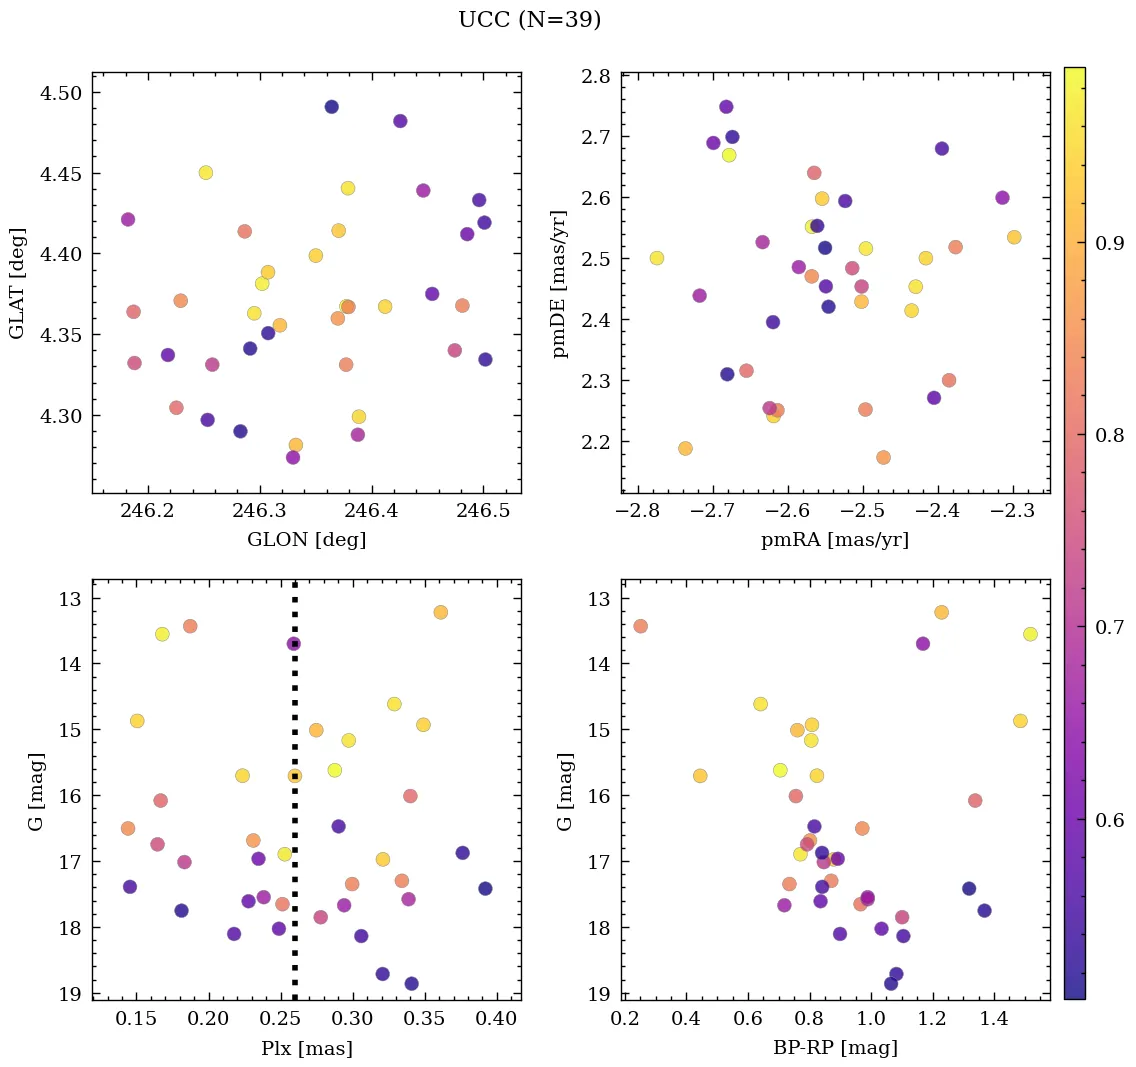 UCC (N=39)
4.50
4.45
4.40
4.35
4.30
GLAT [deg]
246.2 246.3 246.4 246.5
GLON [deg]
2.8
2.7
2.6
2.5
2.4
2.3
2.2
pmDE [mas/yr]
−2.8 −2.7 −2.6 −2.5 −2.4 −2.3
pmRA [mas/yr]
13
14
15
16
17
18
19
G [mag]
0.15 0.20 0.25 0.30 0.35 0.40
Plx [mas]
13
14
15
16
17
18
19
G [mag]
0.2 0.4 0.6 0.8 1.0 1.2 1.4
BP-RP [mag]
0.9
0.8
0.7
0.6